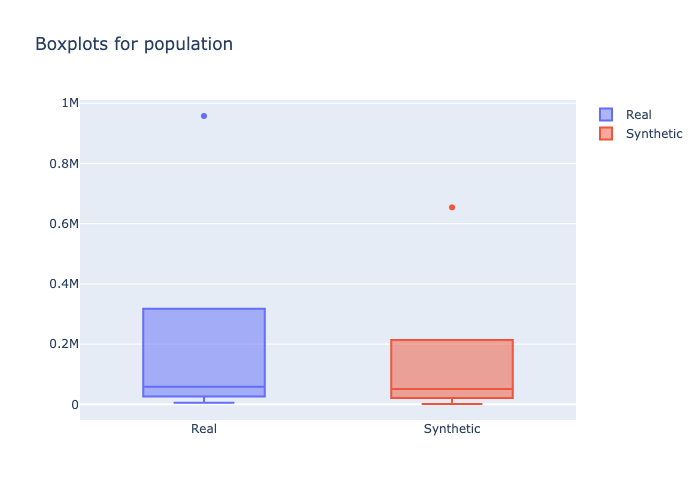 Boxplots for population
1M
0.8M
0.6M
0.4M
0.2M
0
Real
Synthetic
Real
Synthetic